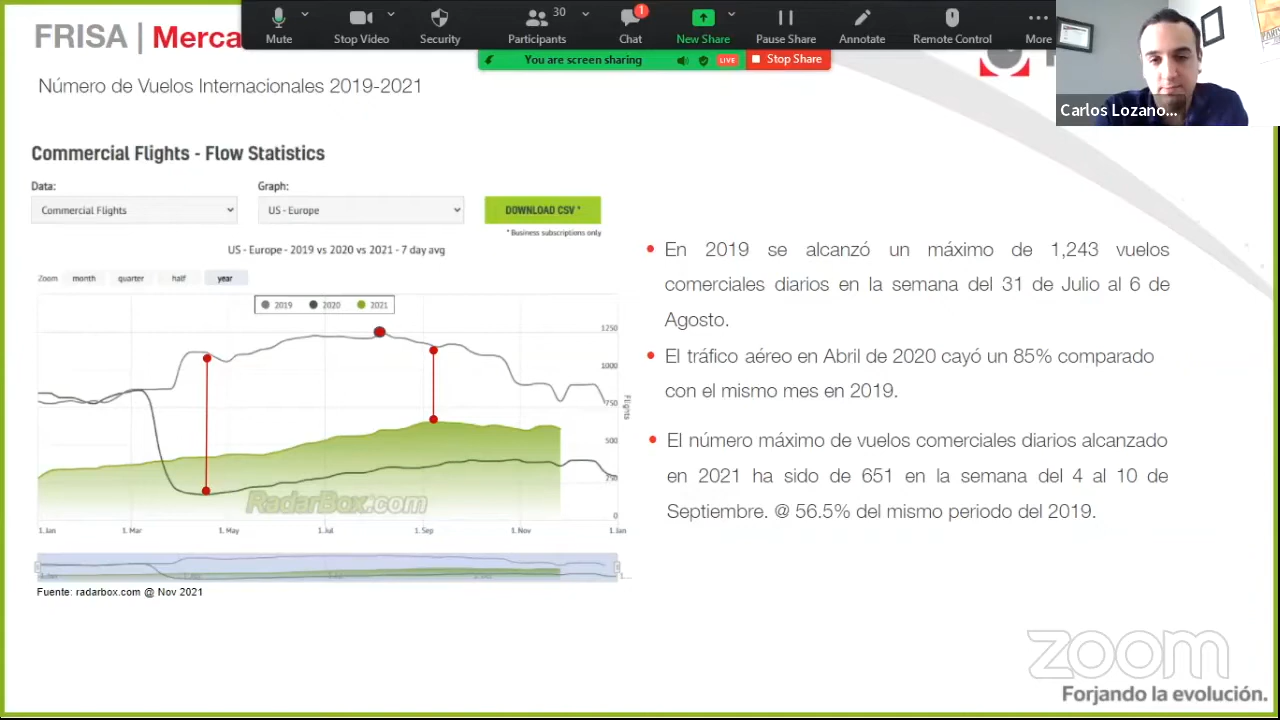 FRISA | Merca
Mute
Stop Video
Security
30
Participants
1
Chat
New Share
Pause Share
Annotate
Remote Control
More
You are screen sharing
LIVE
Stop Share
Carlos Lozano...
Número de Vuelos Internacionales 2019-2021
Commercial Flights - Flow Statistics
Data:
Graph:
Commercial Flights
US - Europe
DOWNLOAD CSV *
* Business subscriptions only
US - Europe - 2019 vs 2020 vs 2021 - 7 day avg
Zoom month quarter half year
2019 2020 2021
1250
1000
750
500
250
0
Flights
RadarBox.com
1. Jan 1. Mar 1. May 1. Jul 1. Sep 1. Nov 1. Jan
Fuente: radarbox.com @ Nov 2021
• En 2019 se alcanzó un máximo de 1,243 vuelos
comerciales diarios en la semana del 31 de Julio al 6 de
Agosto.
• El tráfico aéreo en Abril de 2020 cayó un 85% comparado
con el mismo mes en 2019.
• El número máximo de vuelos comerciales diarios alcanzado
en 2021 ha sido de 651 en la semana del 4 al 10 de
Septiembre. @ 56.5% del mismo periodo del 2019.
zoom
Forjando la evolución.